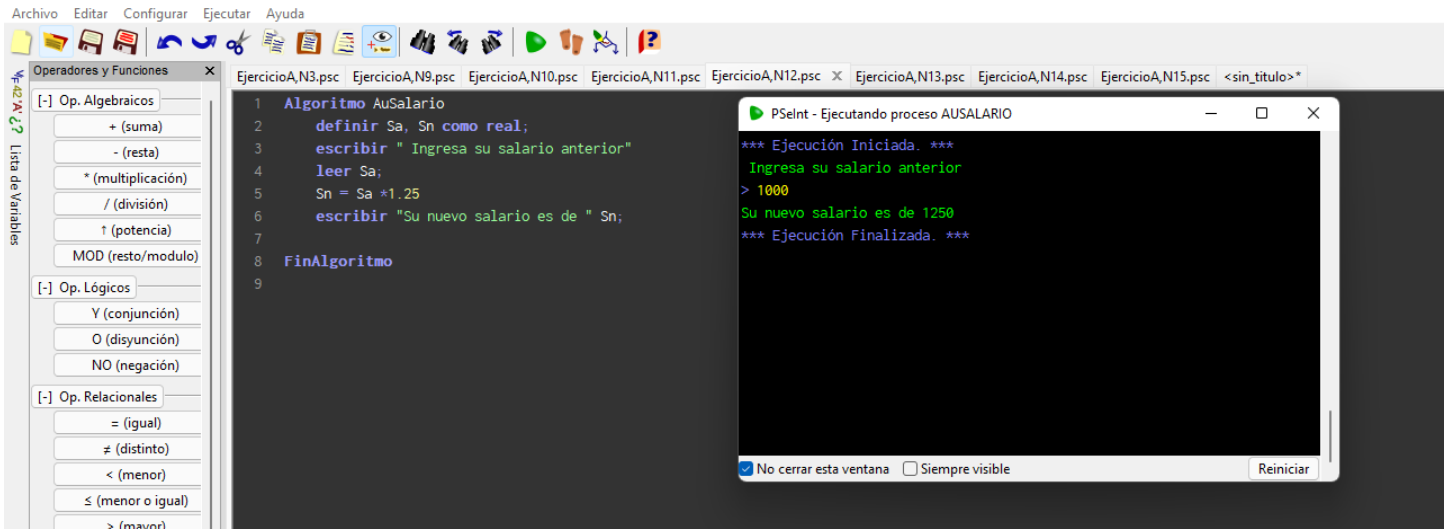 Archivo Editar Configurar Ejecutar Ayuda
Operadores y Funciones X
EjercicioA,N3.psc EjercicioA,N9.psc EjercicioA,N10.psc EjercicioA,N11.psc EjercicioA,N12.psc X EjercicioA,N13.psc EjercicioA,N14.psc EjercicioA,N15.psc <sin_titulo>*
*42 'A' ¿? Lista de Variables
[-] Op. Algebraicos
+ (suma)
- (resta)
* (multiplicación)
/ (división)
↑ (potencia)
MOD (resto/modulo)
[-] Op. Lógicos
Y (conjunción)
O (disyunción)
NO (negación)
[-] Op. Relacionales
= (igual)
≠ (distinto)
< (menor)
≤ (menor o igual)
> (mayor)
1 Algoritmo AuSalario
2 definir Sa, Sn como real;
3 escribir " Ingresa su salario anterior"
4 leer Sa;
5 Sn = Sa *1.25
6 escribir "Su nuevo salario es de " Sn;
7
8 FinAlgoritmo
9
PSeInt - Ejecutando proceso AUSALARIO
*** Ejecución Iniciada. ***
Ingresa su salario anterior
> 1000
Su nuevo salario es de 1250
*** Ejecución Finalizada. ***
No cerrar esta ventana Siempre visible Reiniciar